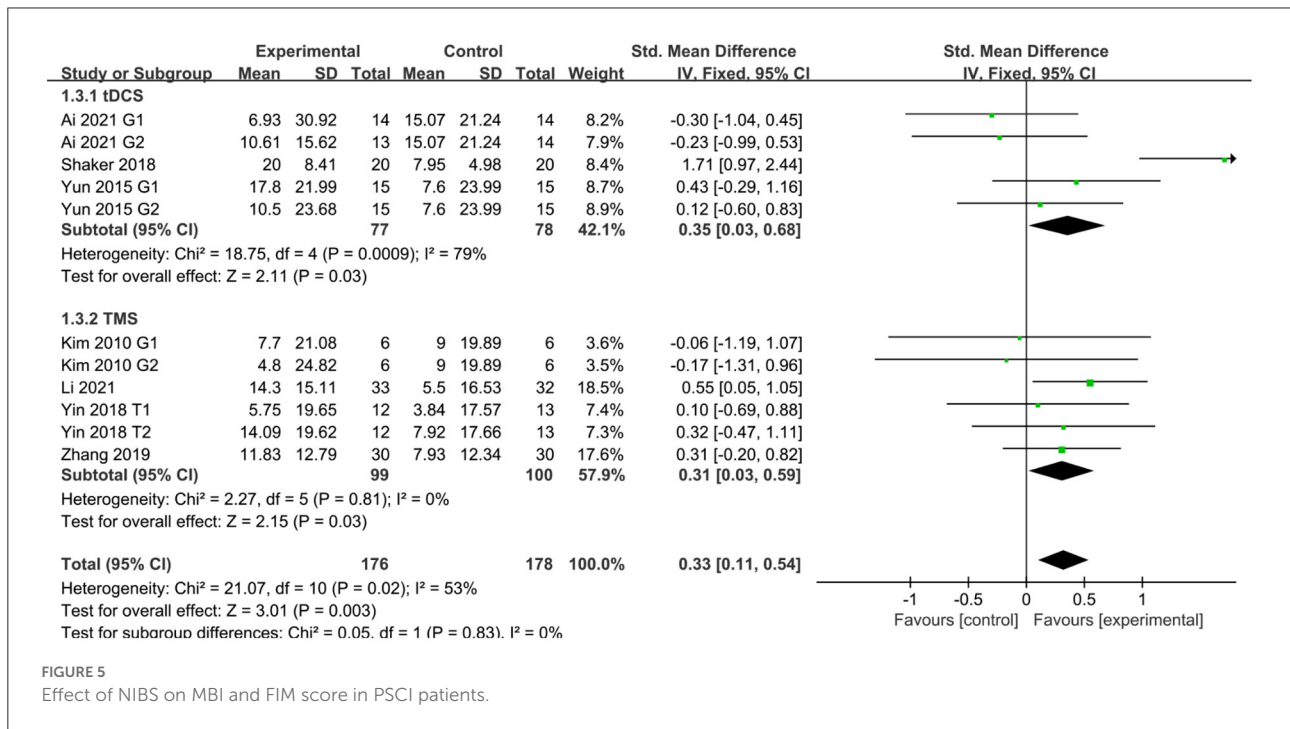 Experimental Control Std. Mean Difference Std. Mean Difference
Study or Subgroup Mean SD Total Mean SD Total Weight IV, Fixed, 95% CI IV, Fixed, 95% CI
1.3.1 tDCS
Ai 2021 G1 6.93 30.92 14 15.07 21.24 14 8.2% -0.30 [-1.04, 0.45]
Ai 2021 G2 10.61 15.62 13 15.07 21.24 14 7.9% -0.23 [-0.99, 0.53]
Shaker 2018 20 8.41 20 7.95 4.98 20 8.4% 1.71 [0.97, 2.44]
Yun 2015 G1 17.8 21.99 15 7.6 23.99 15 8.7% 0.43 [-0.29, 1.16]
Yun 2015 G2 10.5 23.68 15 7.6 23.99 15 8.9% 0.12 [-0.60, 0.83]
Subtotal (95% CI) 77 78 42.1% 0.35 [0.03, 0.68]
Heterogeneity: Chi² = 18.75, df = 4 (P = 0.0009); I² = 79%
Test for overall effect: Z = 2.11 (P = 0.03)
1.3.2 TMS
Kim 2010 G1 7.7 21.08 6 9 19.89 6 3.6% -0.06 [-1.19, 1.07]
Kim 2010 G2 4.8 24.82 6 9 19.89 6 3.6% -0.17 [-1.31, 0.96]
Li 2021 14.3 15.11 33 5.5 16.53 32 18.5% 0.55 [0.05, 1.05]
Yin 2018 T1 5.75 19.65 12 3.84 17.57 13 7.4% 0.10 [-0.69, 0.88]
Yin 2018 T2 14.09 19.62 12 7.92 17.66 13 7.3% 0.32 [-0.47, 1.11]
Zhang 2019 11.83 12.79 30 7.93 12.34 30 17.6% 0.31 [-0.20, 0.82]
Subtotal (95% CI) 99 100 57.9% 0.31 [0.03, 0.59]
Heterogeneity: Chi² = 2.27, df = 5 (P = 0.81); I² = 0%
Test for overall effect: Z = 2.15 (P = 0.03)
Total (95% CI) 176 178 100.0% 0.33 [0.11, 0.54]
Heterogeneity: Chi² = 21.07, df = 10 (P = 0.02); I² = 53%
Test for overall effect: Z = 3.01 (P = 0.003)
Test for subgroup differences: Chi² = 0.05, df = 1 (P = 0.83), I² = 0%
-1 -0.5 0 0.5 1
Favours [control] Favours [experimental]
FIGURE 5
Effect of NIBS on MBI and FIM score in PSCI patients.